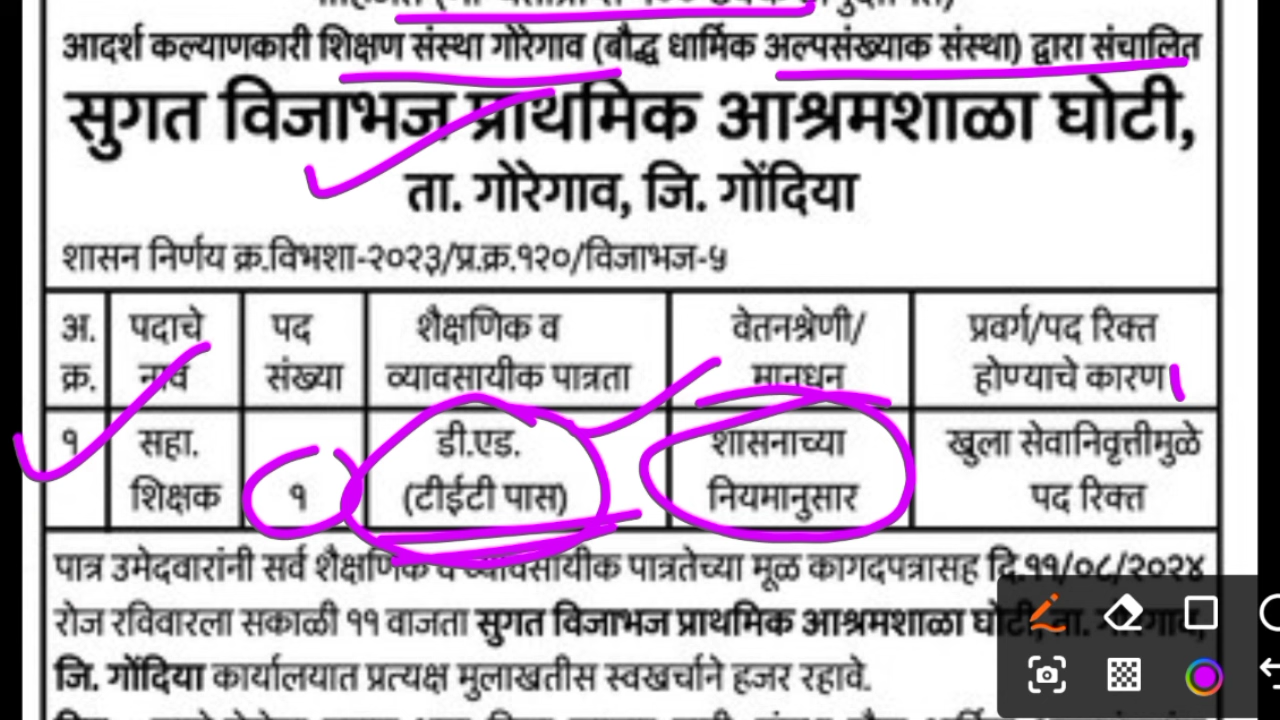 आदर्श कल्याणकारी शिक्षण संस्था गोरेगाव (बौद्ध धार्मिक अल्पसंख्याक संस्था) द्वारा संचालित
सुगत विजाभज प्राथमिक आश्रमशाळा घोटी,
ता. गोरेगाव, जि. गोंदिया
शासन निर्णय क्र.विभशा-२०२३/प्र.क्र.१२०/विजाभज-५
अ. क्र. पदाचे नाव पद संख्या शैक्षणिक व व्यावसायीक पात्रता वेतनश्रेणी/ मानधन प्रवर्ग/पद रिक्त होण्याचे कारण
१ सहा. शिक्षक १ डी.एड. (टीईटी पास) शासनाच्या नियमानुसार खुला सेवानिवृत्तीमुळे पद रिक्त
पात्र उमेदवारांनी सर्व शैक्षणिक व व्यावसायीक पात्रतेच्या मूळ कागदपत्रासह दि.११/०८/२०२४
रोज रविवारला सकाळी ११ वाजता सुगत विजाभज प्राथमिक आश्रमशाळा घोटी, ता. गोरेगाव,
जि. गोंदिया कार्यालयात प्रत्यक्ष मुलाखतीस स्वखर्चाने हजर रहावे.